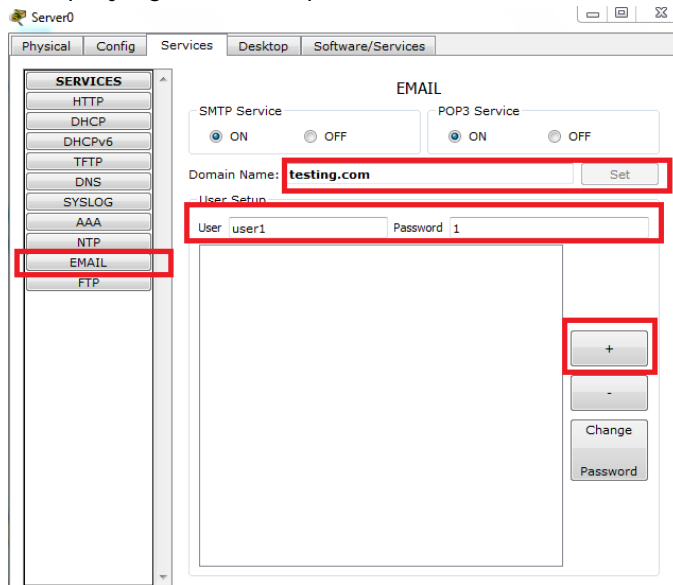 Server0
Physical Config Services Desktop Software/Services
SERVICES
HTTP
DHCP
DHCPv6
TFTP
DNS
SYSLOG
AAA
NTP
EMAIL
FTP
EMAIL
SMTP Service
ON OFF
POP3 Service
ON OFF
Domain Name: testing.com Set
User Setup
User user1 Password 1
+
-
Change
Password